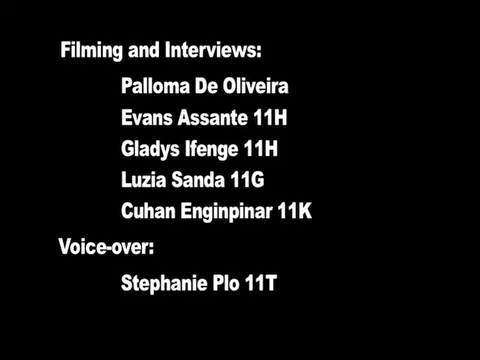 Filming and Interviews:
Palloma De Oliveira
Evans Assante 11H
Gladys Ifenge 11H
Luzia Sanda 11G
Cuhan Enginpinar 11K
Voice-over:
Stephanie Plo 11T